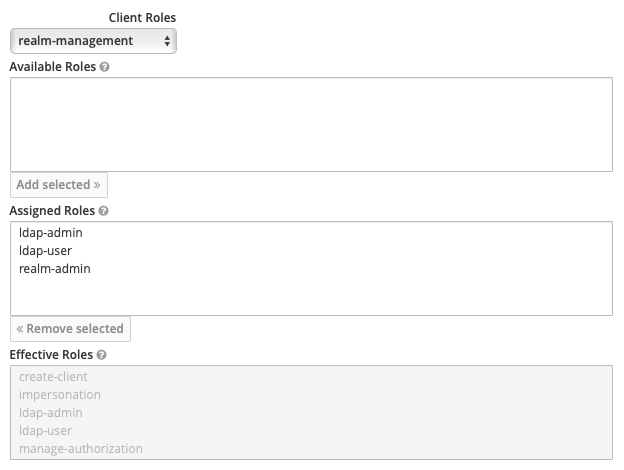 Client Roles
realm-management
Available Roles
Add selected »
Assigned Roles
ldap-admin
ldap-user
realm-admin
« Remove selected
Effective Roles
create-client
impersonation
ldap-admin
ldap-user
manage-authorization